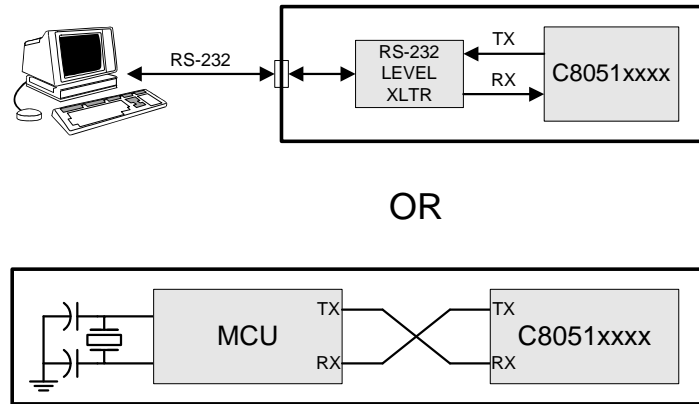 RS-232
RS-232
LEVEL
XLTR
TX
RX
C8051xxxx
OR
MCU
TX
RX
TX
RX
C8051xxxx